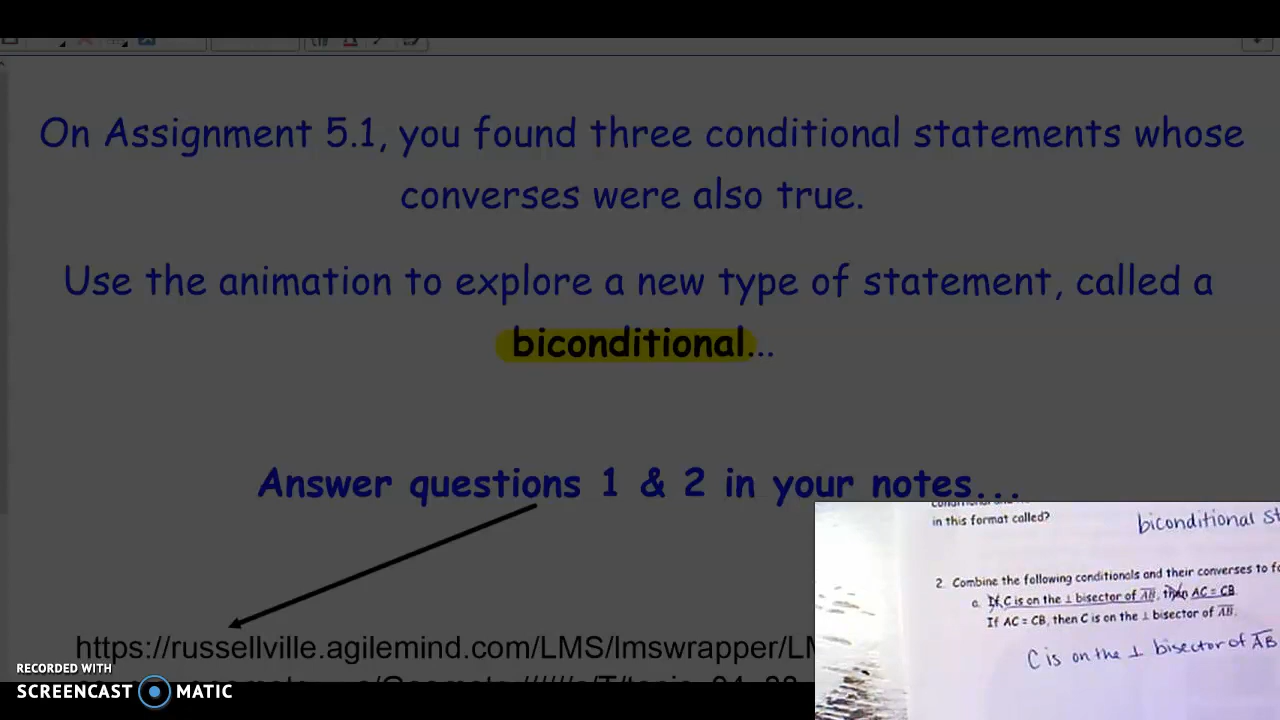 On Assignment 5.1, you found three conditional statements whose
converses were also true.
Use the animation to explore a new type of statement, called a
biconditional...
Answer questions 1 & 2 in your notes...
https://russellville.agilemind.com/LMS/lmswrapper/LM
in this format called?
biconditional st
2. Combine the following conditionals and their converses to fo
a. If C is on the ⊥ bisector of AB, then AC = CB.
If AC = CB, then C is on the ⊥ bisector of AB.
C is on the ⊥ bisector of AB
RECORDED WITH
SCREENCAST MATIC